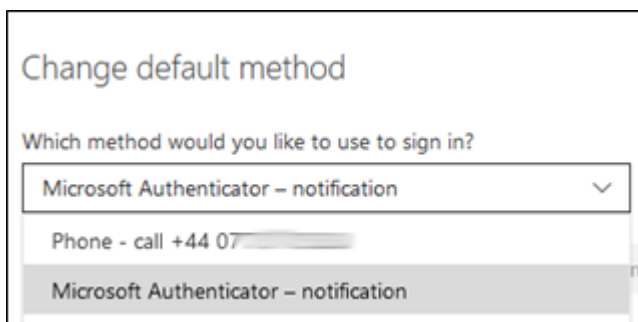 Change default method
Which method would you like to use to sign in?
Microsoft Authenticator – notification
Phone - call +44 07
Microsoft Authenticator – notification